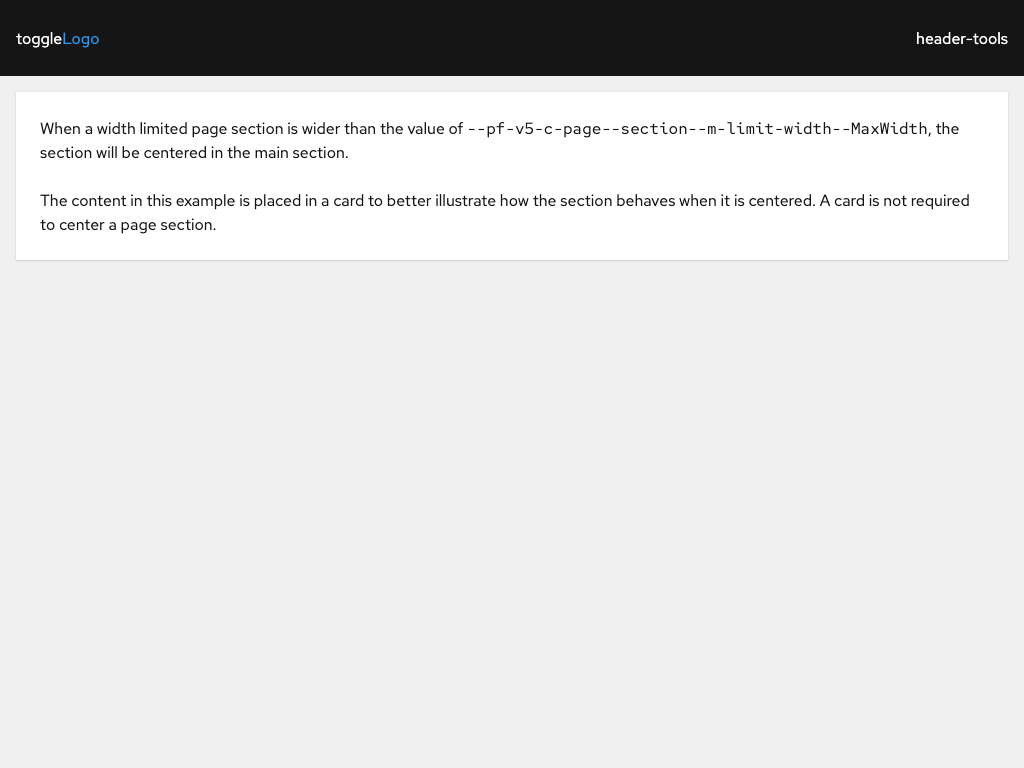 toggleLogo
header-tools
When a width limited page section is wider than the value of --pf-v5-c-page--section--m-limit-width--MaxWidth, the
section will be centered in the main section.
The content in this example is placed in a card to better illustrate how the section behaves when it is centered. A card is not required
to center a page section.